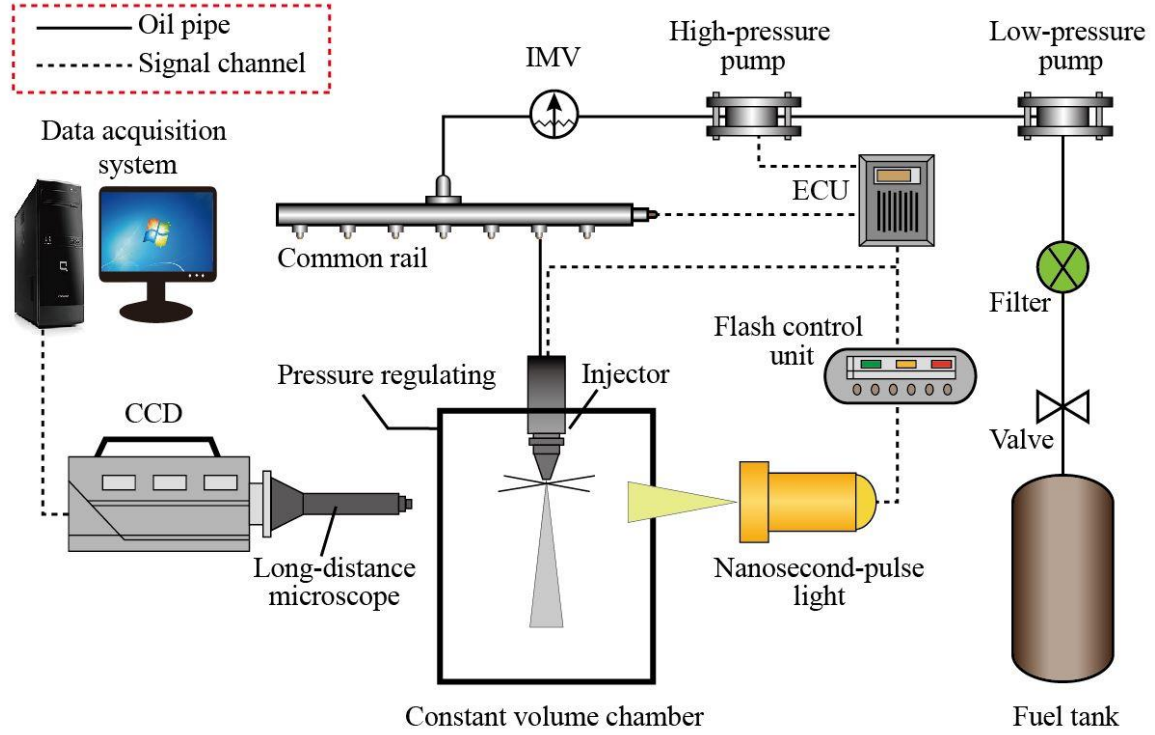 Oil pipe
Signal channel
High-pressure
pump
Low-pressure
pump
IMV
Data acquisition
system
ECU
Common rail
Filter
Flash control
unit
Pressure regulating
Injector
CCD
Valve
Long-distance
microscope
Nanosecond-pulse
light
Constant volume chamber
Fuel tank